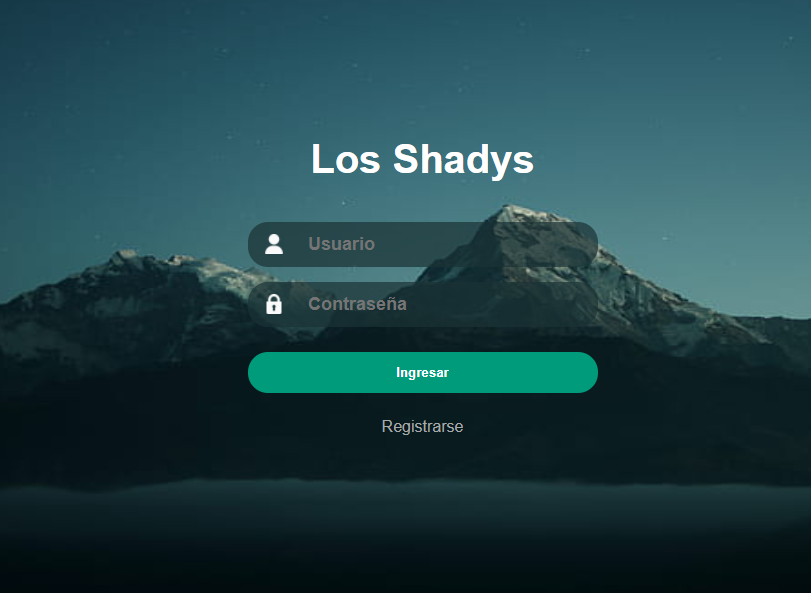 Los Shadys
Usuario
Contraseña
Ingresar
Registrarse